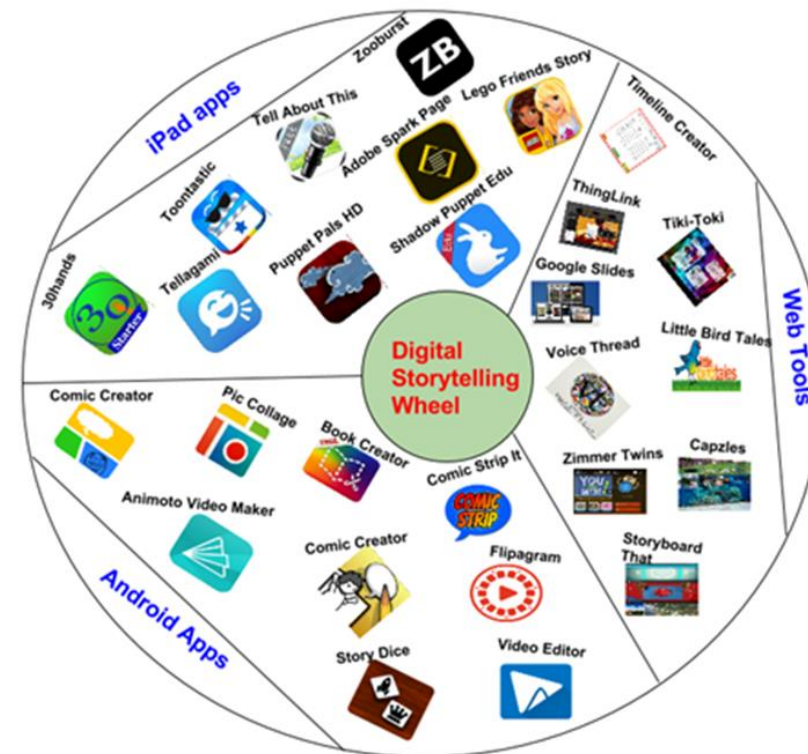 iPad apps
Zooburst
ZB
Lego Friends Story
Tell About This
Adobe Spark Page
Toontastic
Puppet Pals HD
Shadow Puppet Edu
Edu
30hands
30
Starter
Tellagami
Digital
Storytelling
Wheel
Timeline Creator
ThingLink
Tiki-Toki
Google Slides
Web Tools
Voice Thread
Little Bird Tales
Zimmer Twins
Capzles
Storyboard
That
Comic Creator
Pic Collage
Book Creator
Comic Strip It
COMIC
STRIP
Animoto Video Maker
Comic Creator
Flipagram
Android Apps
Story Dice
Video Editor